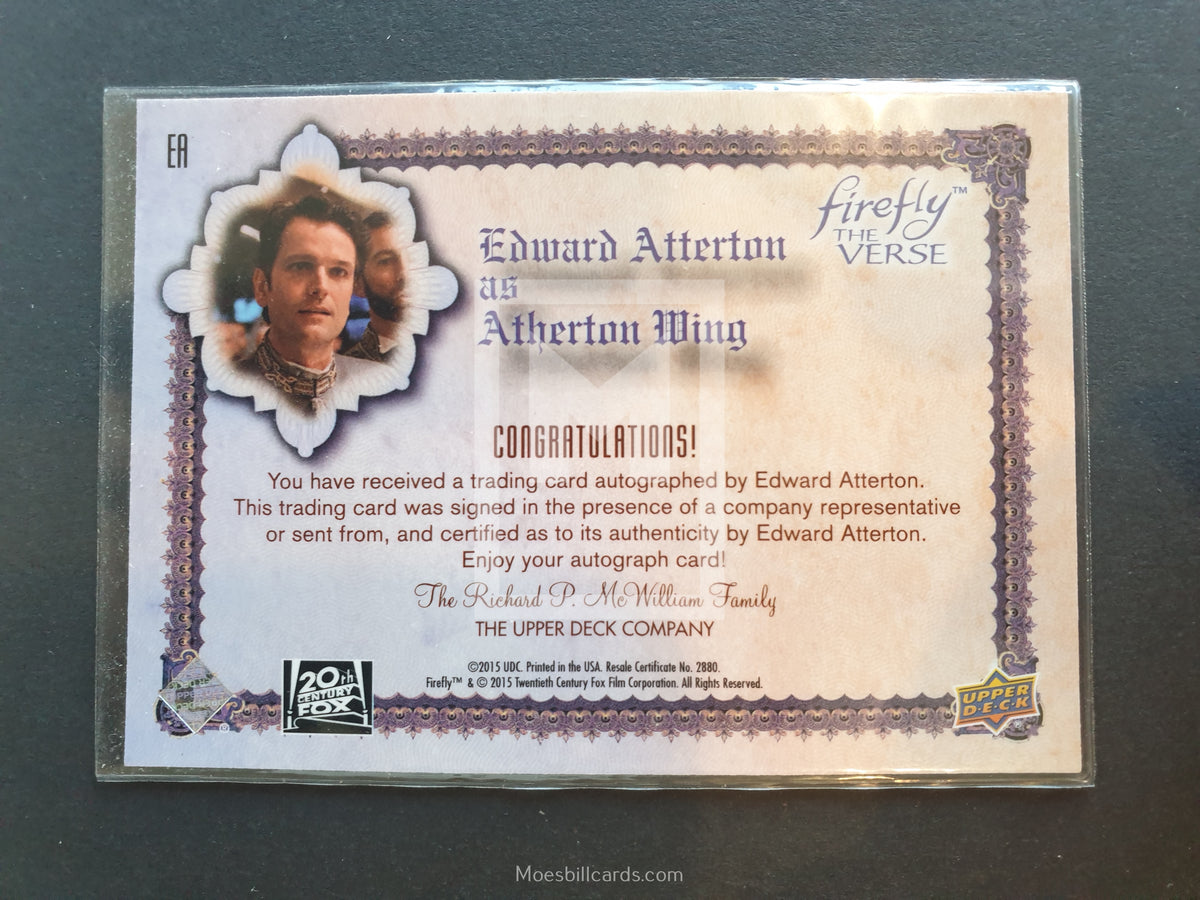 EA
firefly™
THE
VERSE
Edward Atterton
as
Atherton Wing
CONGRATULATIONS!
You have received a trading card autographed by Edward Atterton.
This trading card was signed in the presence of a company representative
or sent from, and certified as to its authenticity by Edward Atterton.
Enjoy your autograph card!
The Richard P. McWilliam Family
THE UPPER DECK COMPANY
©2015 UDC. Printed in the USA. Resale Certificate No. 2880.
Firefly™ & © 2015 Twentieth Century Fox Film Corporation. All Rights Reserved.
20th
CENTURY
FOX
UPPER
D·E·C·K
Moesbillcards.com